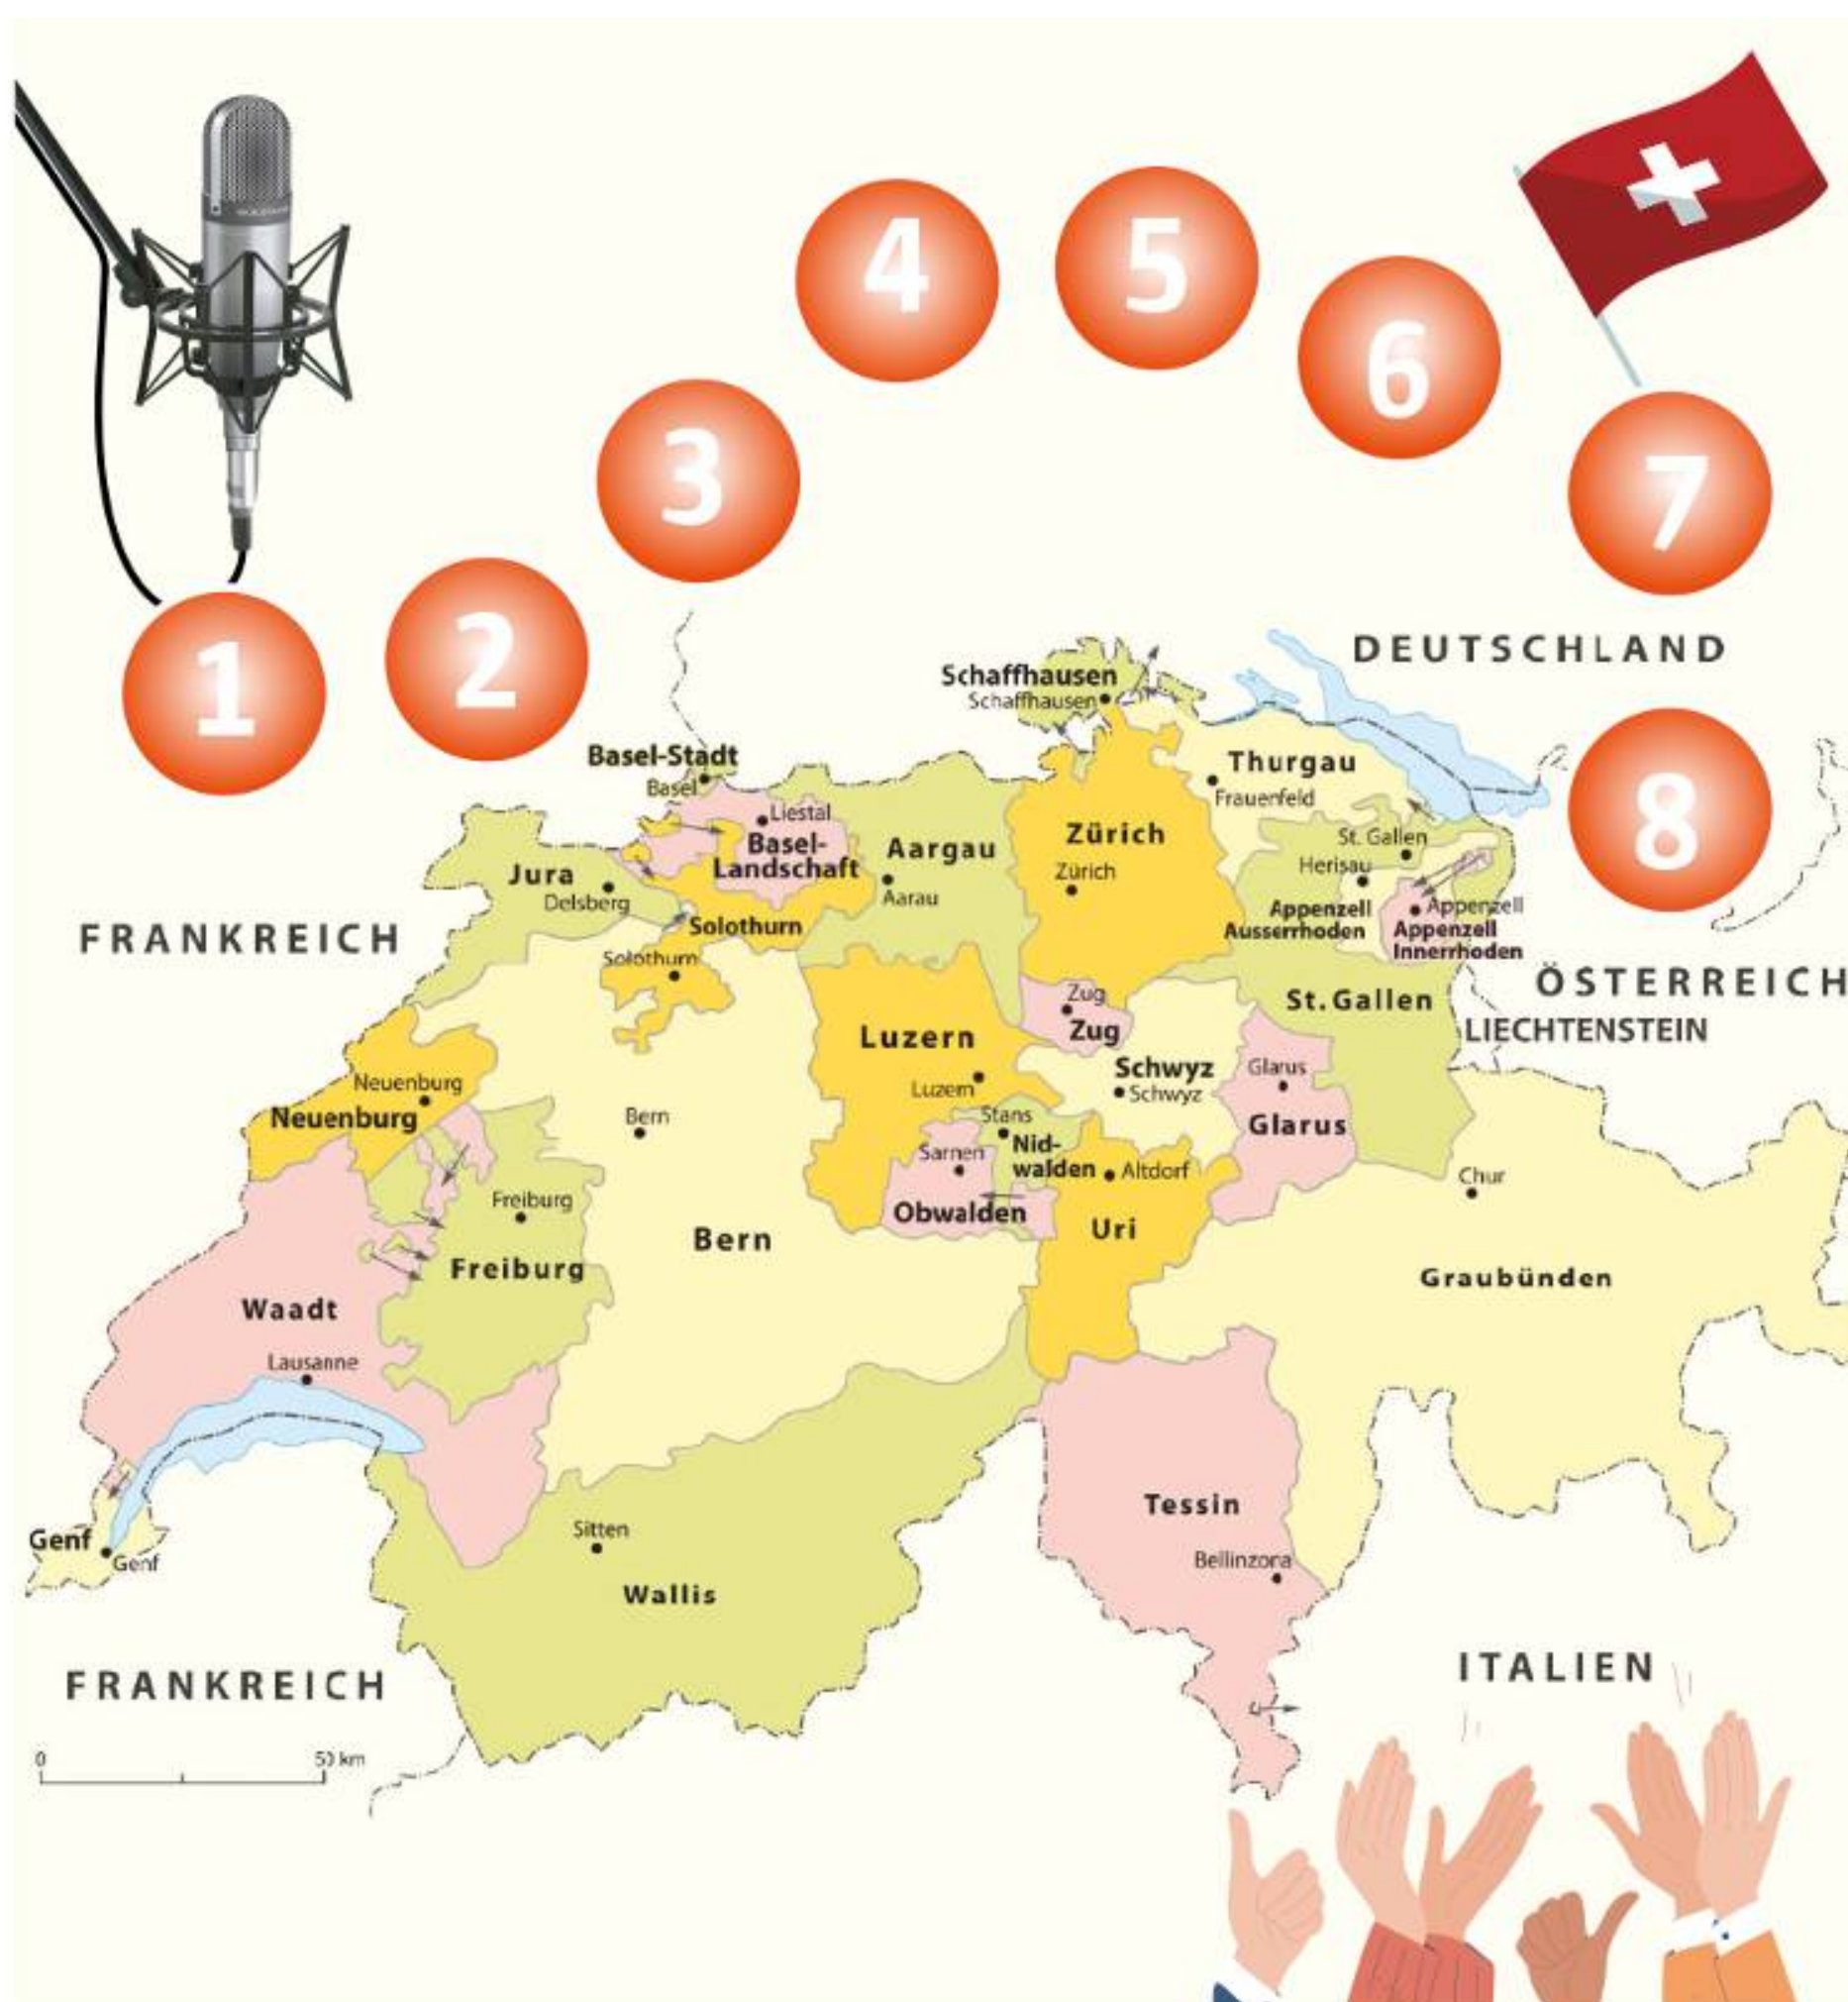 4
5
6
3
7
2
1
8
DEUTSCHLAND
Schaffhausen
Schaffhausen
Basel-Stadt
Basel
Thurgau
Frauenfeld
Liestal
Basel-
Landschaft
Aargau
Aarau
Zürich
Zürich
St. Gallen
Herisau
Jura
Delsberg
Appenzell
Ausserrhoden
Appenzell
Appenzell
Innerrhoden
FRANKREICH
Solothurn
Solothurn
ÖSTERREICH
St.Gallen
LIECHTENSTEIN
Zug
Zug
Luzern
Luzern
Schwyz
Schwyz
Glarus
Glarus
Neuenburg
Neuenburg
Bern
Stans
Nid-
walden
Altdorf
Sarnen
Obwalden
Uri
Chur
Freiburg
Freiburg
Bern
Graubünden
Waadt
Lausanne
Tessin
Bellinzona
Sitten
Wallis
Genf
Genf
ITALIEN
FRANKREICH
0
50 km